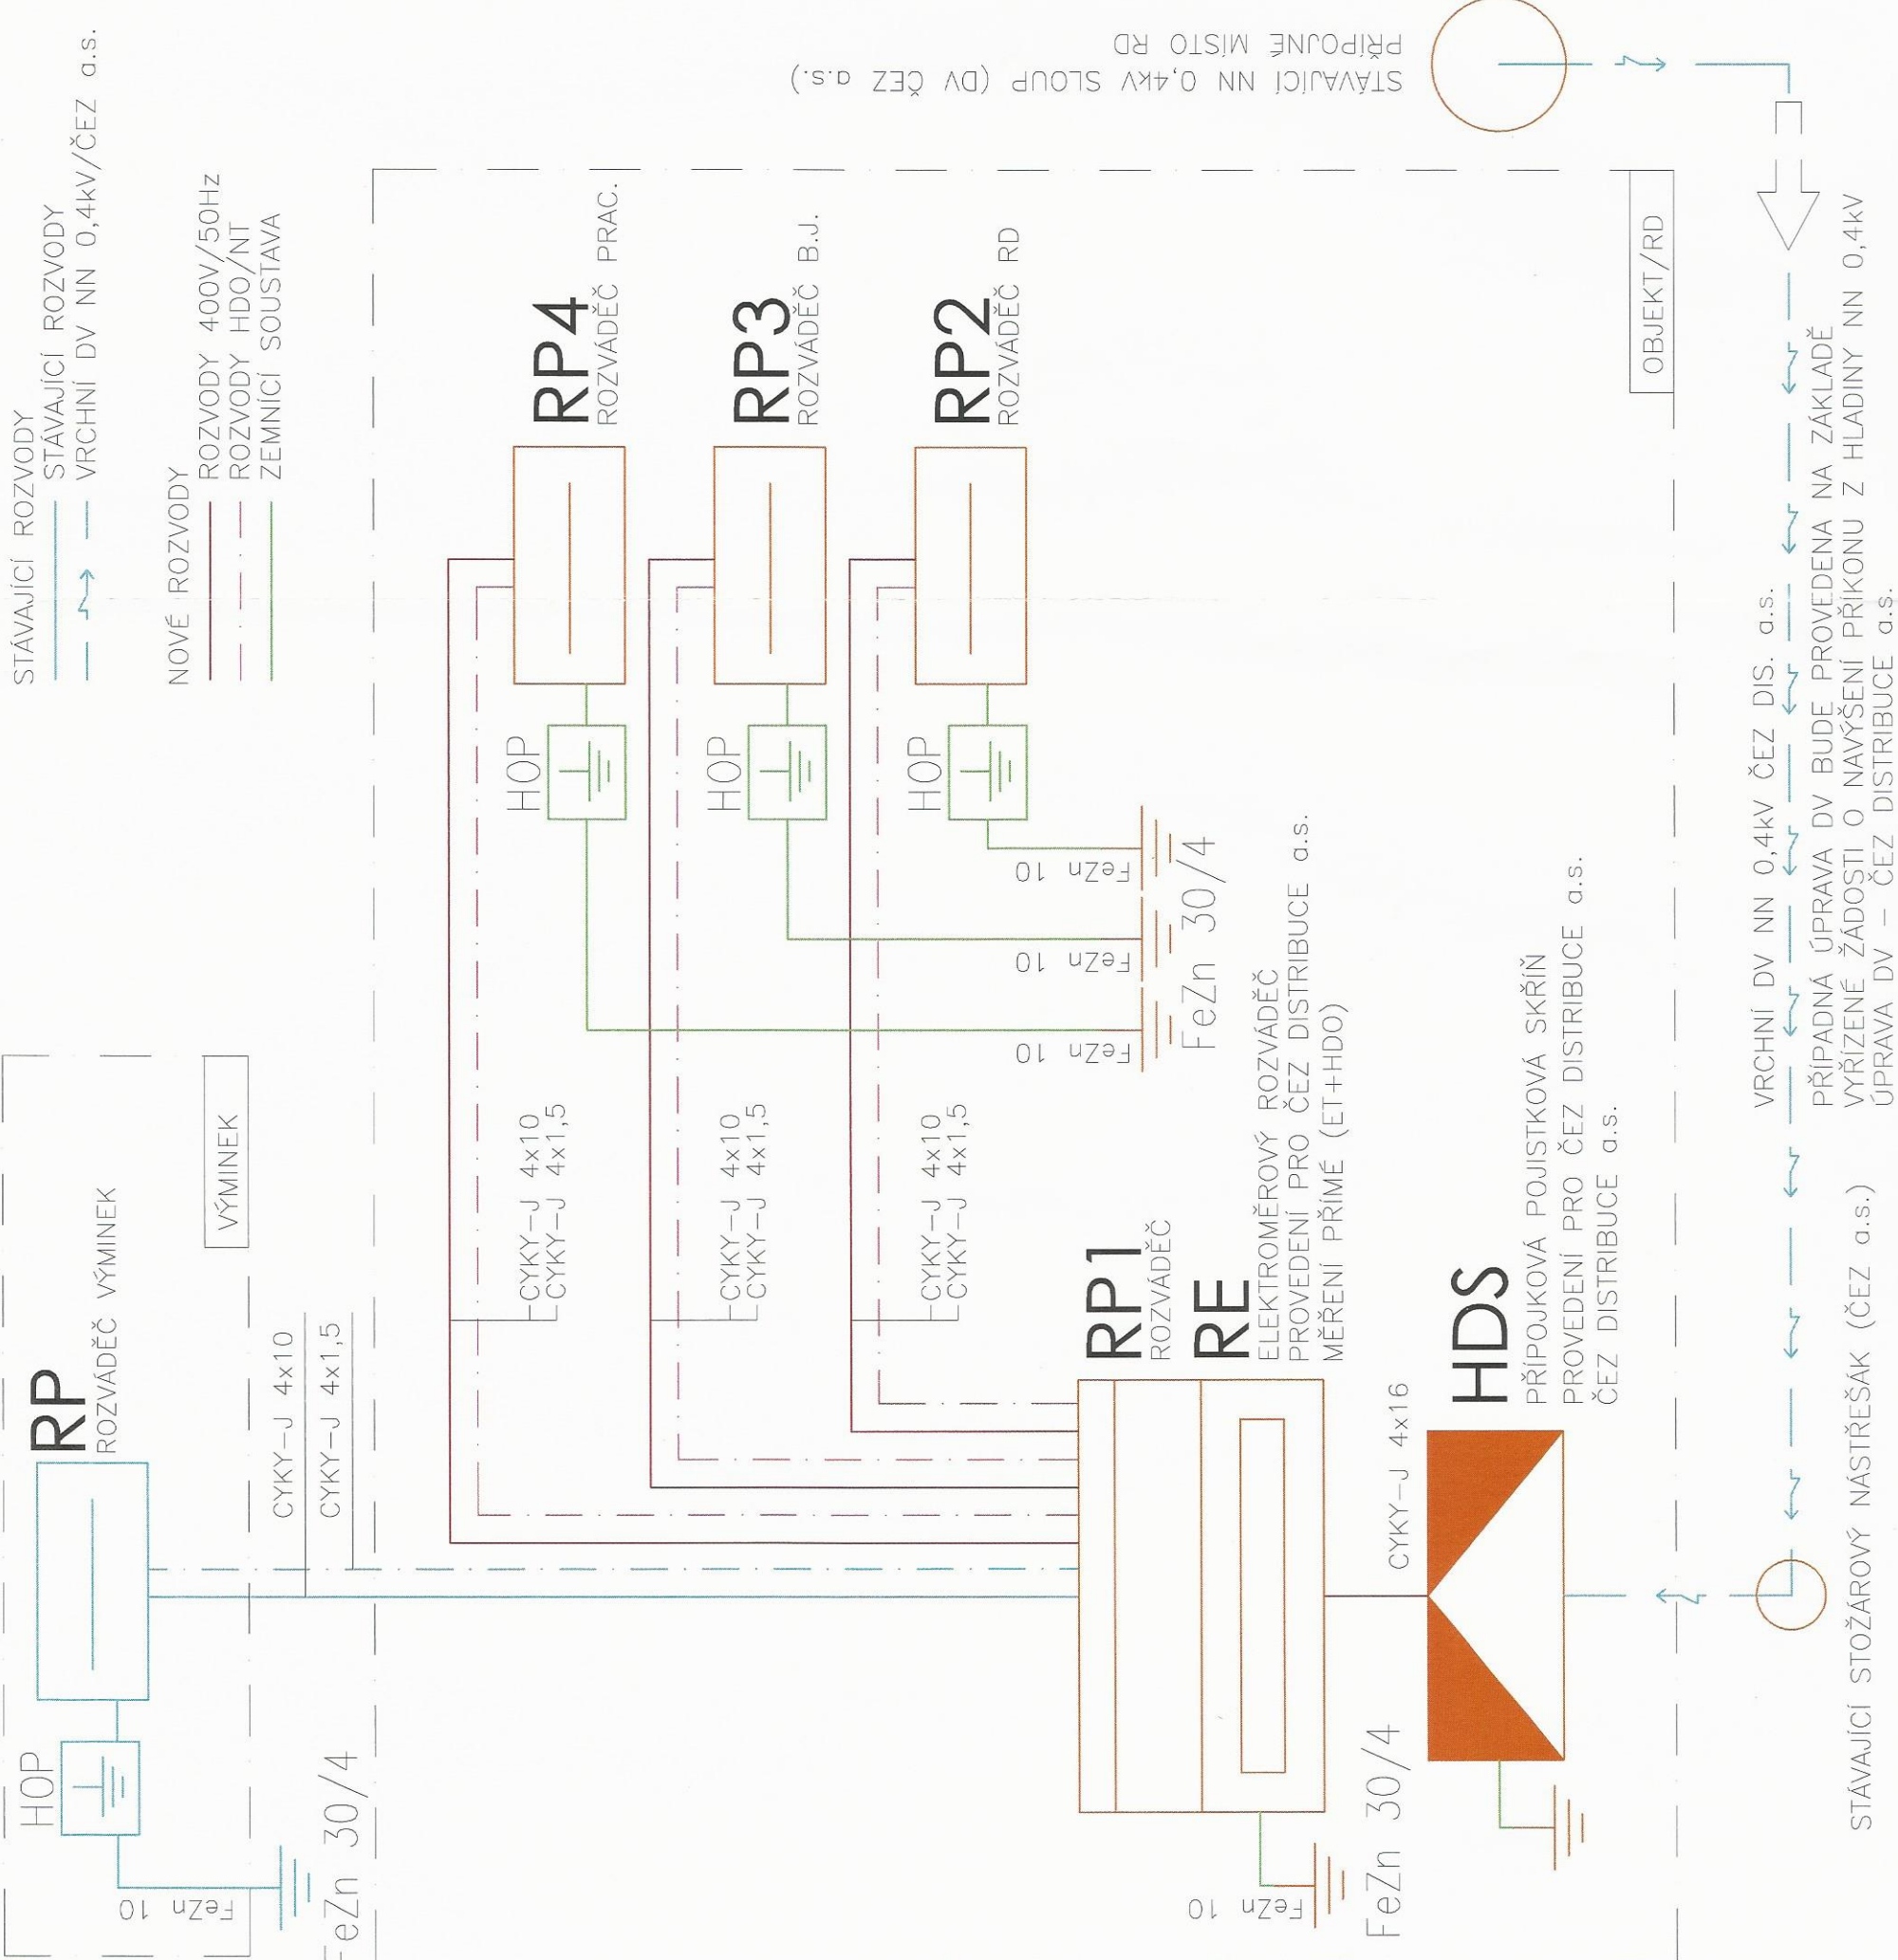 STÁVAJÍCÍ ROZVODY
STÁVAJÍCÍ ROZVODY
VRCHNÍ DV NN 0,4kV/ČEZ a.s.
NOVÉ ROZVODY
ROZVODY 400V/50Hz
ROZVODY HDO/NT
ZEMNÍCÍ SOUSTAVA
STÁVAJÍCÍ NN 0,4kV SLOUP (DV ČEZ a.s.)
PŘÍPOJNÉ MÍSTO RD
HOP
RP
ROZVÁDĚČ VÝMINEK
VÝMINEK
FeZn 10
FeZn 30/4
CYKY-J 4x10
CYKY-J 4x1,5
RP4
ROZVÁDĚČ PRAC.
HOP
CYKY-J 4x10
CYKY-J 4x1,5
RP3
ROZVÁDĚČ B.J.
HOP
CYKY-J 4x10
CYKY-J 4x1,5
RP2
ROZVÁDĚČ RD
HOP
CYKY-J 4x10
CYKY-J 4x1,5
FeZn 10
FeZn 10
FeZn 10
FeZn 30/4
RP1
ROZVÁDĚČ
RE
ELEKTROMĚROVÝ ROZVÁDĚČ
PROVEDENÍ PRO ČEZ DISTRIBUCE a.s.
MĚŘENÍ PŘÍMÉ (ET+HDO)
FeZn 10
FeZn 30/4
CYKY-J 4x16
HDS
PŘÍPOJKOVÁ POJISTKOVÁ SKŘÍŇ
PROVEDENÍ PRO ČEZ DISTRIBUCE a.s.
ČEZ DISTRIBUCE a.s.
OBJEKT/RD
VRCHNÍ DV NN 0,4kV ČEZ DIS. a.s.
PŘÍPADNÁ ÚPRAVA DV BUDE PROVEDENA NA ZÁKLADĚ
VYŘÍZENÉ ŽÁDOSTI O NAVÝŠENÍ PŘÍKONU Z HLADINY NN 0,4kV
ÚPRAVA DV - ČEZ DISTRIBUCE a.s.
STÁVAJÍCÍ STOŽÁROVÝ NÁSTŘEŠÁK (ČEZ a.s.)